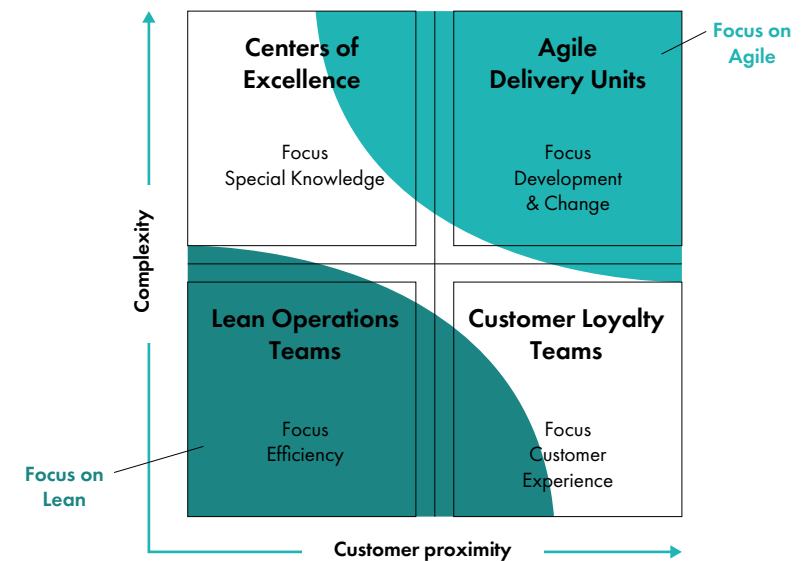 Centers of
Excellence
Focus
Special Knowledge
Agile
Delivery Units
Focus
Development
& Change
Focus on
Agile
Complexity
Lean Operations
Teams
Focus
Efficiency
Customer Loyalty
Teams
Focus
Customer
Experience
Focus on
Lean
Customer proximity